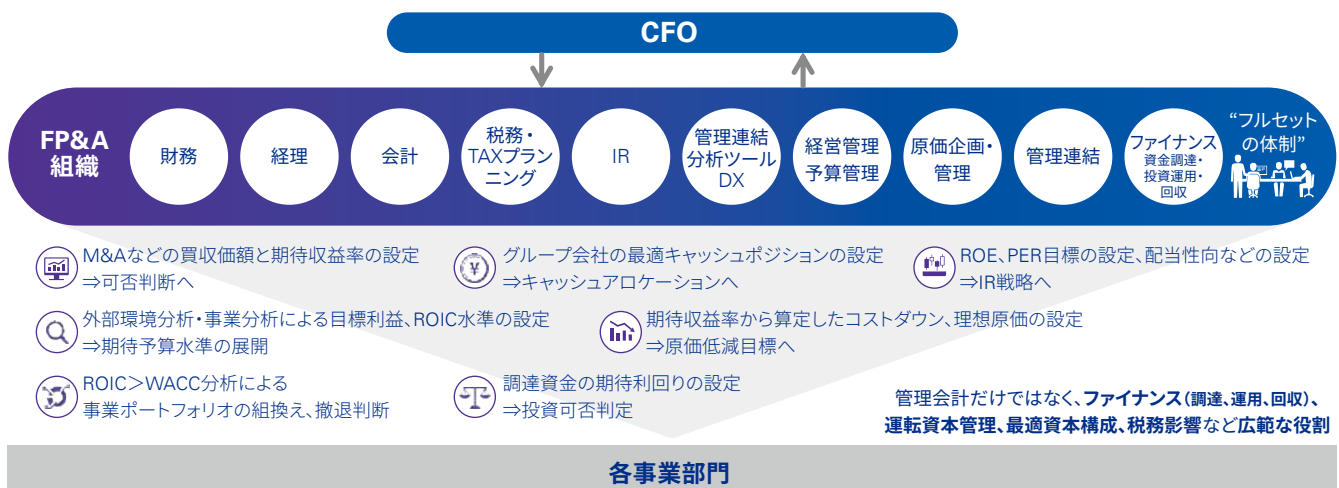 CFO
FP&A
組織
財務
経理
会計
税務・
TAXプラン
ニング
IR
管理連結
分析ツール
DX
経営管理
予算管理
原価企画・
管理
管理連結
ファイナンス
資金調達・
投資運用・
回収
“フルセット
の体制”
M&Aなどの買収価額と期待収益率の設定
⇒可否判断へ
グループ会社の最適キャッシュポジションの設定
⇒キャッシュアロケーションへ
ROE、PER目標の設定、配当性向などの設定
⇒IR戦略へ
外部環境分析・事業分析による目標利益、ROIC水準の設定
⇒期待予算水準の展開
期待収益率から算定したコストダウン、理想原価の設定
⇒原価低減目標へ
ROIC>WACC分析による
事業ポートフォリオの組換え、撤退判断
調達資金の期待利回りの設定
⇒投資可否判定
管理会計だけではなく、ファイナンス(調達、運用、回収)、
運転資本管理、最適資本構成、税務影響など広範な役割
各事業部門